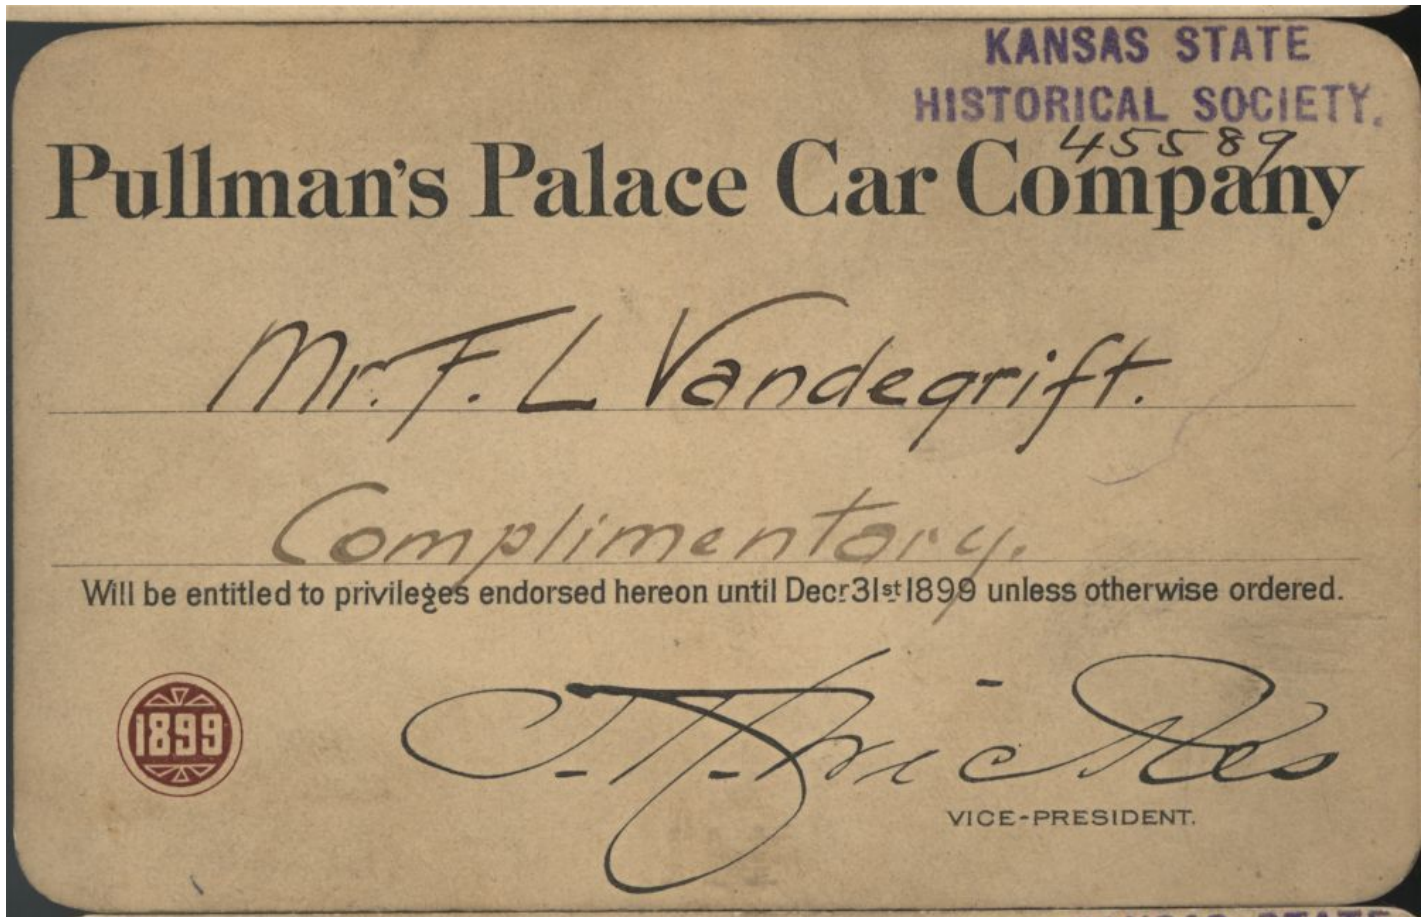 KANSAS STATE
HISTORICAL SOCIETY.
45589
Pullman's Palace Car Company
Mr. F. L Vandegrift.
Complimentary.
Will be entitled to privileges endorsed hereon until Decr 31st 1899 unless otherwise ordered.
1899
VICE-PRESIDENT.